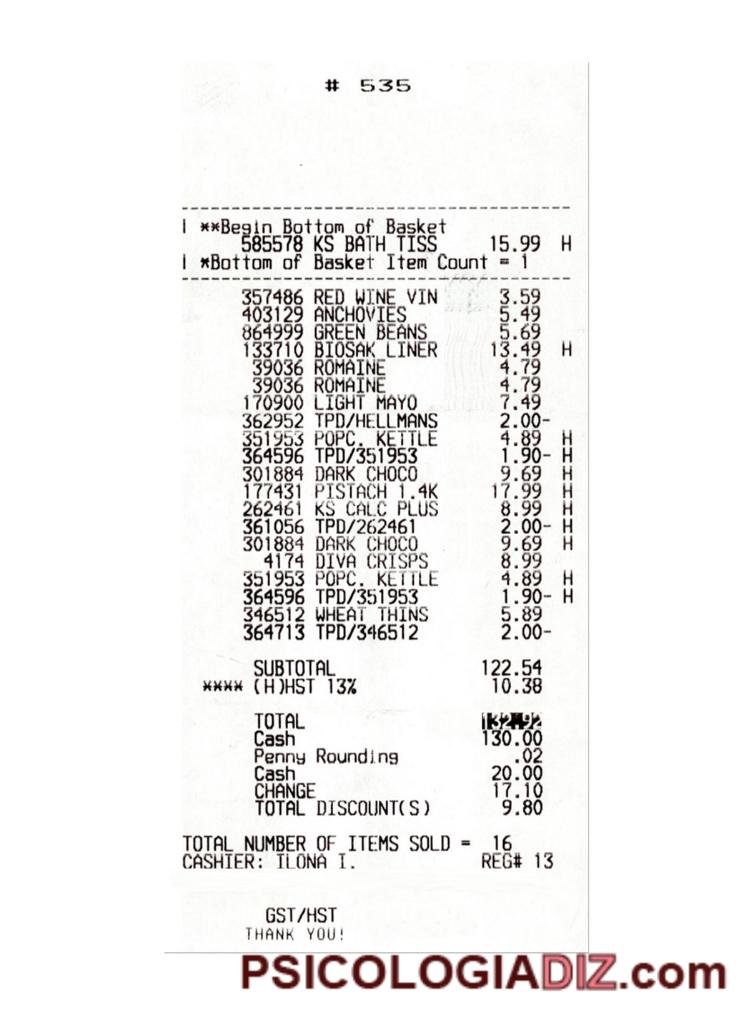 # 535
| **Begin Bottom of Basket
585578 KS BATH TISS 15.99 H
| *Bottom of Basket Item Count = 1
357486 RED WINE VIN 3.59
403129 ANCHOVIES 5.49
864999 GREEN BEANS 5.69
133710 BIOSAK LINER 13.49 H
39036 ROMAINE 4.79
39036 ROMAINE 4.79
170900 LIGHT MAYO 7.49
362952 TPD/HELLMANS 2.00-
351953 POPC. KETTLE 4.89 H
364596 TPD/351953 1.90- H
301884 DARK CHOCO 9.69 H
177431 PISTACH 1.4K 17.99 H
262461 KS CALC PLUS 8.99 H
361056 TPD/262461 2.00- H
301884 DARK CHOCO 9.69 H
4174 DIVA CRISPS 8.99
351953 POPC. KETTLE 4.89 H
364596 TPD/351953 1.90- H
346512 WHEAT THINS 5.89
364713 TPD/346512 2.00-
SUBTOTAL 122.54
**** (H)HST 13% 10.38
TOTAL 132.92
Cash 130.00
Penny Rounding .02
Cash 20.00
CHANGE 17.10
TOTAL DISCOUNT(S) 9.80
TOTAL NUMBER OF ITEMS SOLD = 16
CASHIER: ILONA I. REG# 13
GST/HST
THANK YOU!
PSICOLOGIADIZ.com